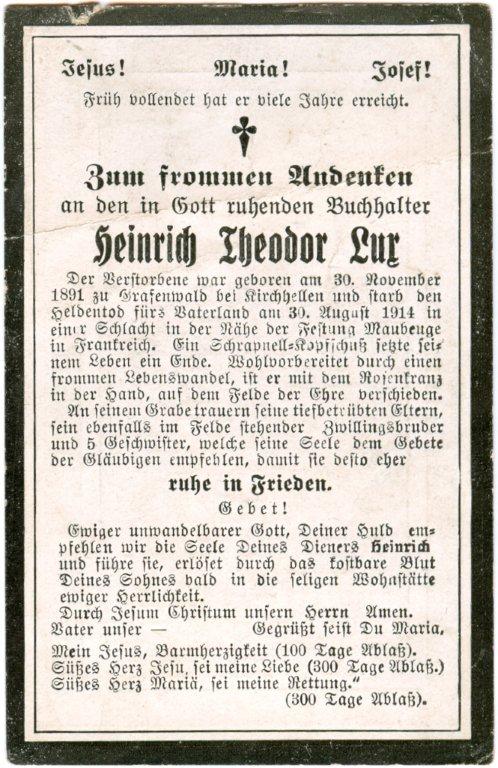 Jesus! Maria! Josef!
Früh vollendet hat er viele Jahre erreicht.
Zum frommen Andenken
an den in Gott ruhenden Buchhalter
Heinrich Theodor Lux
Der Verstorbene war geboren am 30. November
1891 zu Grafenwald bei Kirchhellen und starb den
Heldentod fürs Vaterland am 30. August 1914 in
einer Schlacht in der Nähe der Festung Maubeuge
in Frankreich. Ein Schrapnell-Kopfschuß setzte sei-
nem Leben ein Ende. Wohlvorbereitet durch einen
frommen Lebenswandel, ist er mit dem Rosenkranz
in der Hand, auf dem Felde der Ehre verschieden.
An seinem Grabe trauern seine tiefbetrübten Eltern,
sein ebenfalls im Felde stehender Zwillingsbruder
und 5 Geschwister, welche seine Seele dem Gebete
der Gläubigen empfehlen, damit sie desto eher
ruhe in Frieden.
Gebet!
Ewiger unwandelbarer Gott, Deiner Huld em-
pfehlen wir die Seele Deines Dieners Heinrich
und führe sie, erlöset durch das kostbare Blut
Deines Sohnes bald in die seligen Wohnstätte
ewiger Herrlichkeit.
Durch Jesum Christum unsern Herrn Amen.
Vater unser — Gegrüßt seist Du Maria.
Mein Jesus, Barmherzigkeit (100 Tage Ablaß).
Süßes Herz Jesu, sei meine Liebe (300 Tage Ablaß.)
Süßes Herz Mariä, sei meine Rettung."
(300 Tage Ablaß).